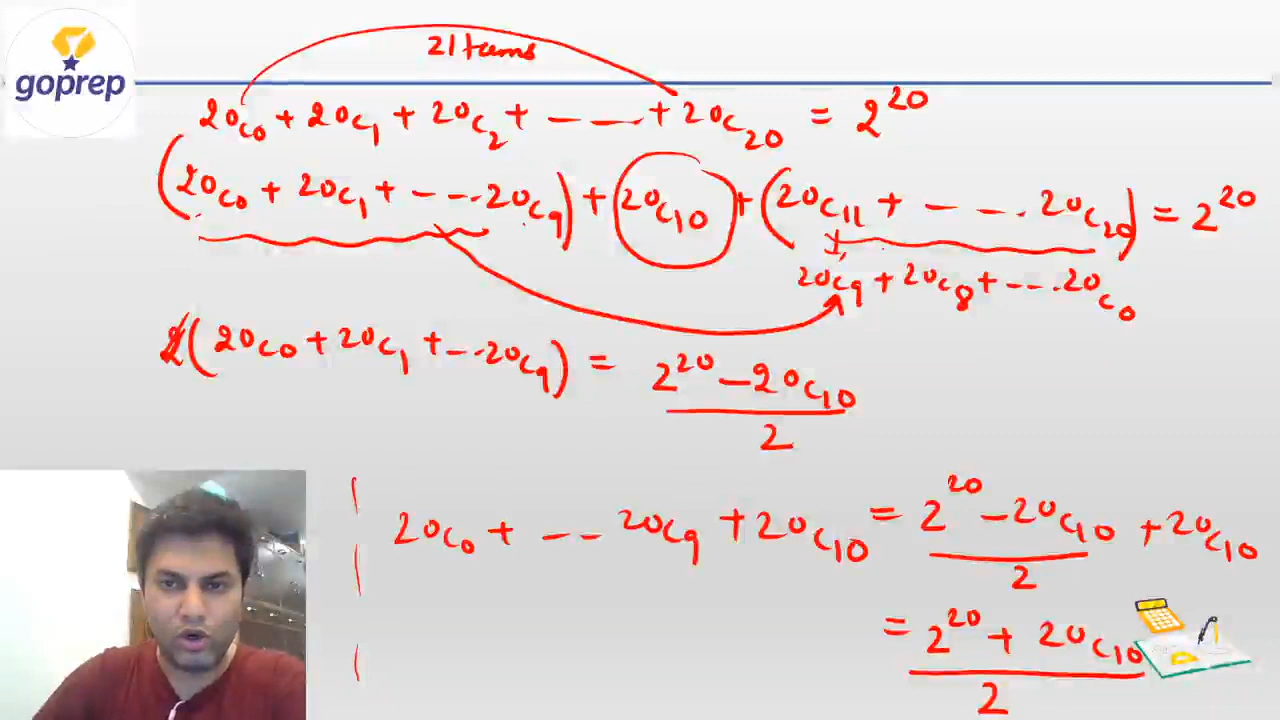 goprep
21 terms
20C0 + 20C1 + 20C2 + - - - + 20C20 = 2^20
(20C0 + 20C1 + - - - 20C9) + 20C10 + (20C11 + - - - 20C20) = 2^20
20C9 + 20C8 + - - - 20C0
2(20C0 + 20C1 + - - 20C9) = (2^20 - 20C10)/2
20C0 + - - 20C9 + 20C10 = (2^20 - 20C10)/2 + 20C10
= (2^20 + 20C10)/2